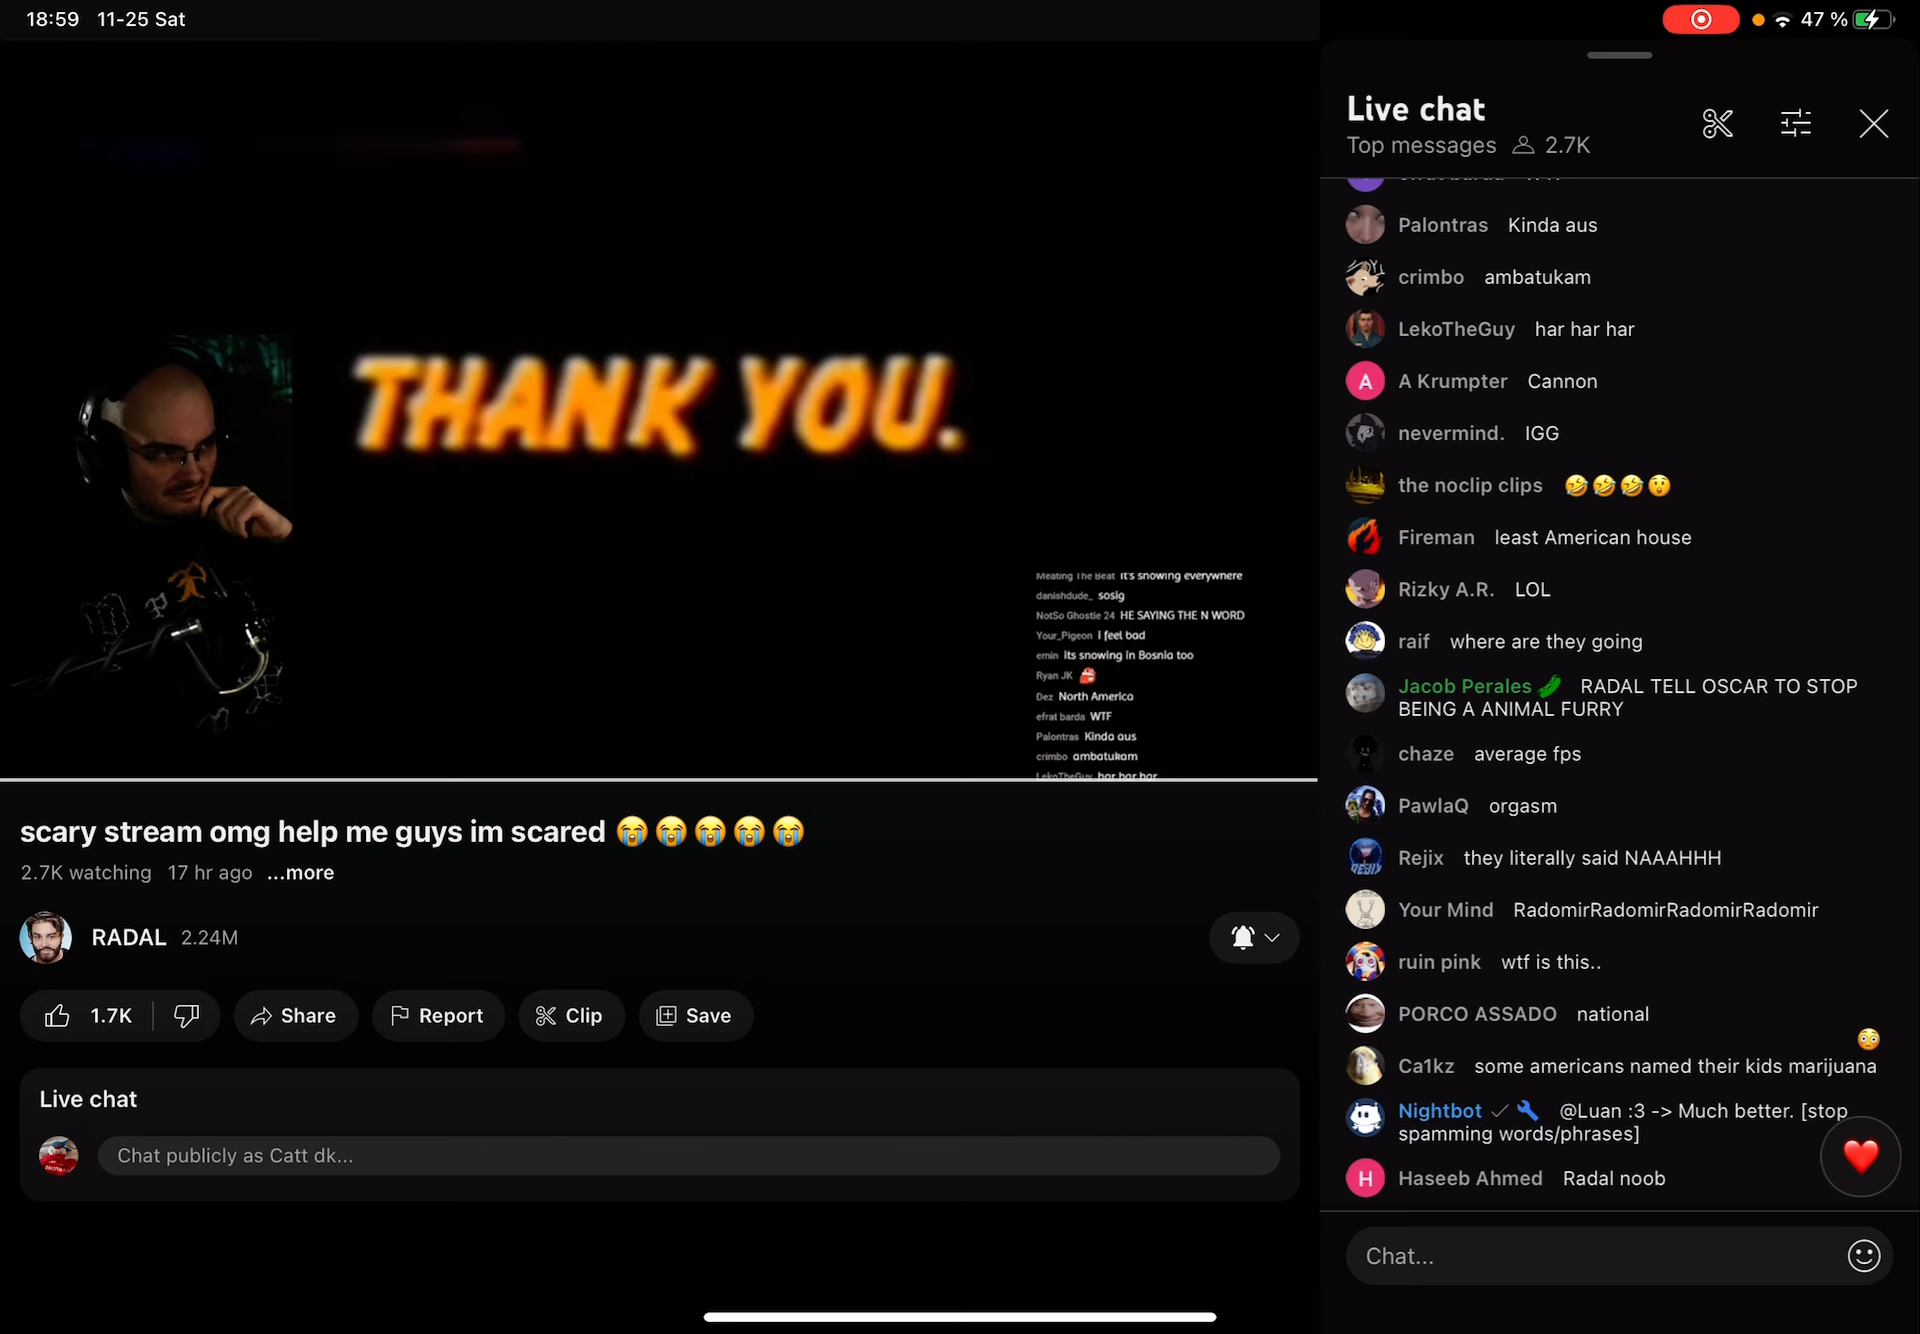 18:59 11-25 Sat
47 %
THANK YOU.
Meating The Beat it's snowing everywhere
danishdude_ sosig
NotSo Ghostie 24 HE SAYING THE N WORD
Your_Pigeon I feel bad
emin its snowing in Bosnia too
Ryan JK
Dez North America
efrat barda WTF
Palontras Kinda aus
crimbo ambatukam
LekoTheGuy har har har
scary stream omg help me guys im scared 😭😭😭😭😭
2.7K watching 17 hr ago ...more
RADAL 2.24M
1.7K Share Report Clip Save
Live chat
Chat publicly as Catt dk...
Live chat
Top messages 2.7K
Palontras Kinda aus
crimbo ambatukam
LekoTheGuy har har har
A A Krumpter Cannon
nevermind. IGG
the noclip clips 🤣🤣🤣😲
Fireman least American house
Rizky A.R. LOL
raif where are they going
Jacob Perales 🥒 RADAL TELL OSCAR TO STOP
BEING A ANIMAL FURRY
chaze average fps
PawlaQ orgasm
Rejix they literally said NAAAHHH
Your Mind RadomirRadomirRadomirRadomir
ruin pink wtf is this..
PORCO ASSADO national
Ca1kz some americans named their kids marijuana
Nightbot @Luan :3 -> Much better. [stop
spamming words/phrases]
H Haseeb Ahmed Radal noob
Chat...